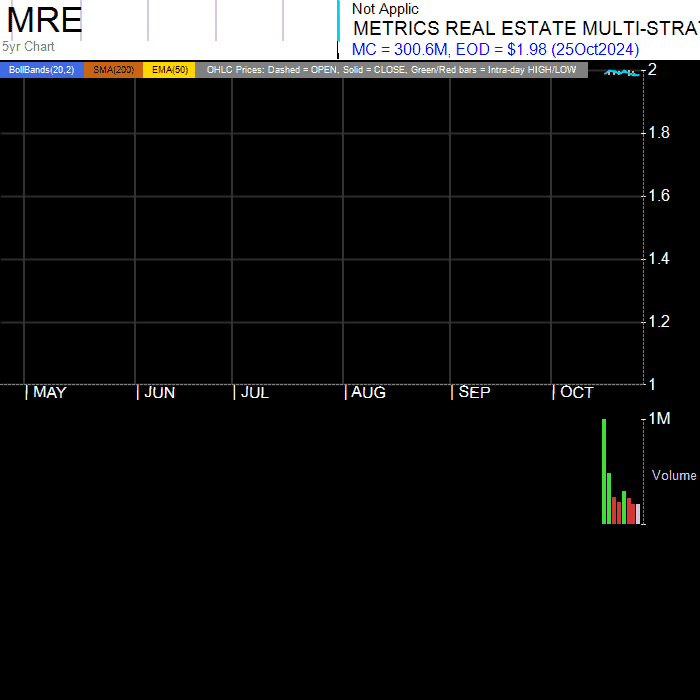 MRE
5yr Chart
Not Applic
METRICS REAL ESTATE MULTI-STRAT
MC = 300.6M, EOD = $1.98 (25Oct2024)
BollBands(20,2) SMA(200) EMA(50) OHLC Prices: Dashed = OPEN, Solid = CLOSE, Green/Red bars = Intra-day HIGH/LOW
2
1.8
1.6
1.4
1.2
1
MAY JUN JUL AUG SEP OCT
1M
Volume